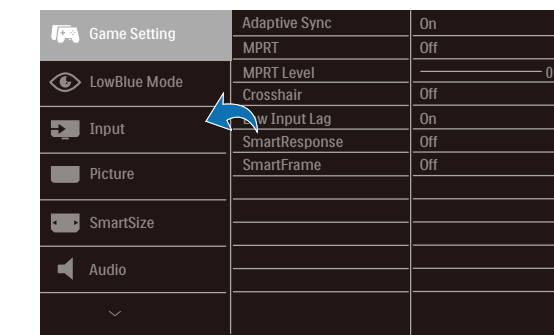 Game Setting
LowBlue Mode
Input
Picture
SmartSize
Audio
Adaptive Sync On
MPRT Off
MPRT Level 0
Crosshair Off
Input Lag On
SmartResponse Off
SmartFrame Off